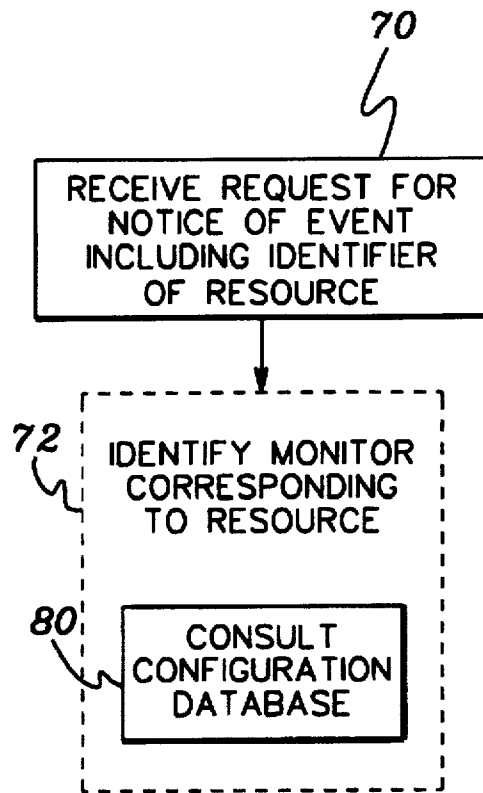 70
RECEIVE REQUEST FOR
NOTICE OF EVENT
INCLUDING IDENTIFIER
OF RESOURCE
72
IDENTIFY MONITOR
CORRESPONDING
TO RESOURCE
80
CONSULT
CONFIGURATION
DATABASE